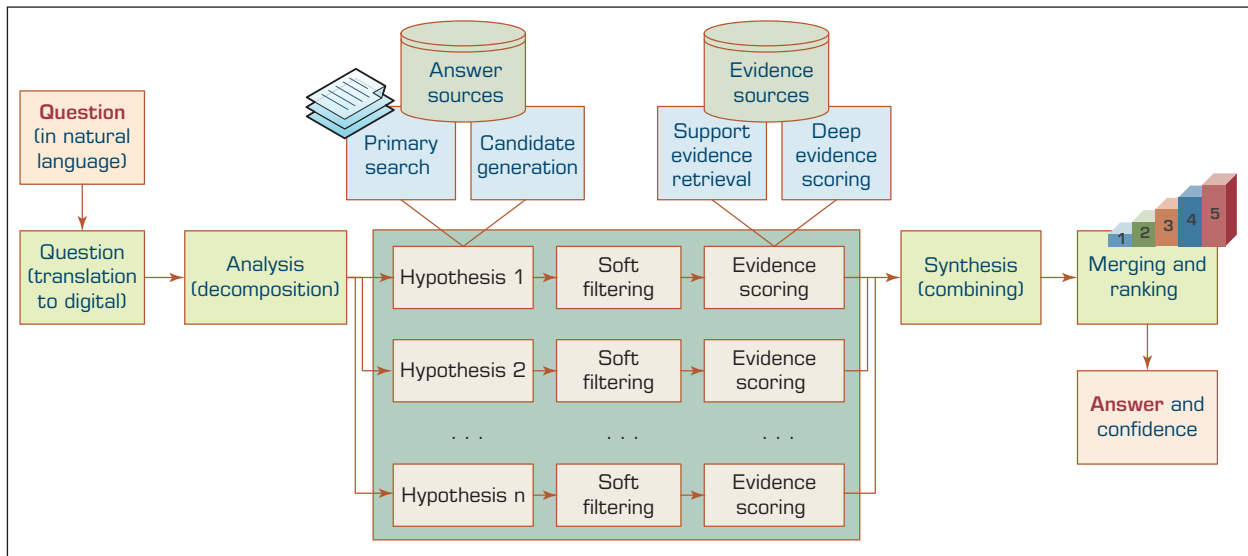 Answer
sources
Evidence
sources
Question
(in natural
language)
Primary
search
Candidate
generation
Support
evidence
retrieval
Deep
evidence
scoring
1
2
3
4
5
Question
(translation
to digital)
Analysis
(decomposition)
Hypothesis 1
Soft
filtering
Evidence
scoring
Synthesis
(combining)
Merging and
ranking
Hypothesis 2
Soft
filtering
Evidence
scoring
Answer and
confidence
. . .
. . .
. . .
Hypothesis n
Soft
filtering
Evidence
scoring